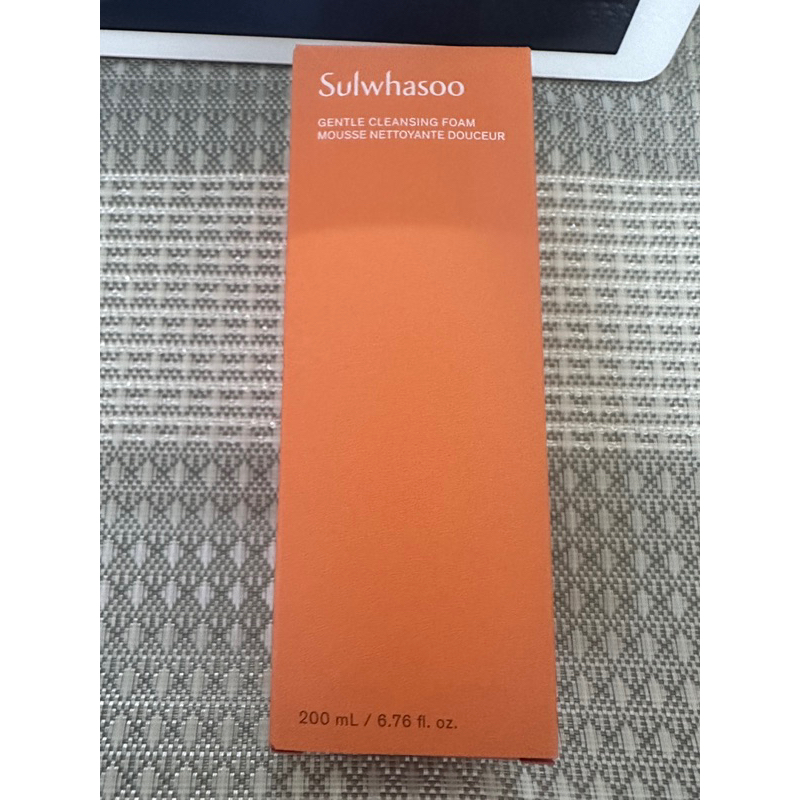 Sulwhasoo
GENTLE CLEANSING FOAM
MOUSSE NETTOYANTE DOUCEUR
200 mL / 6.76 fl. oz.